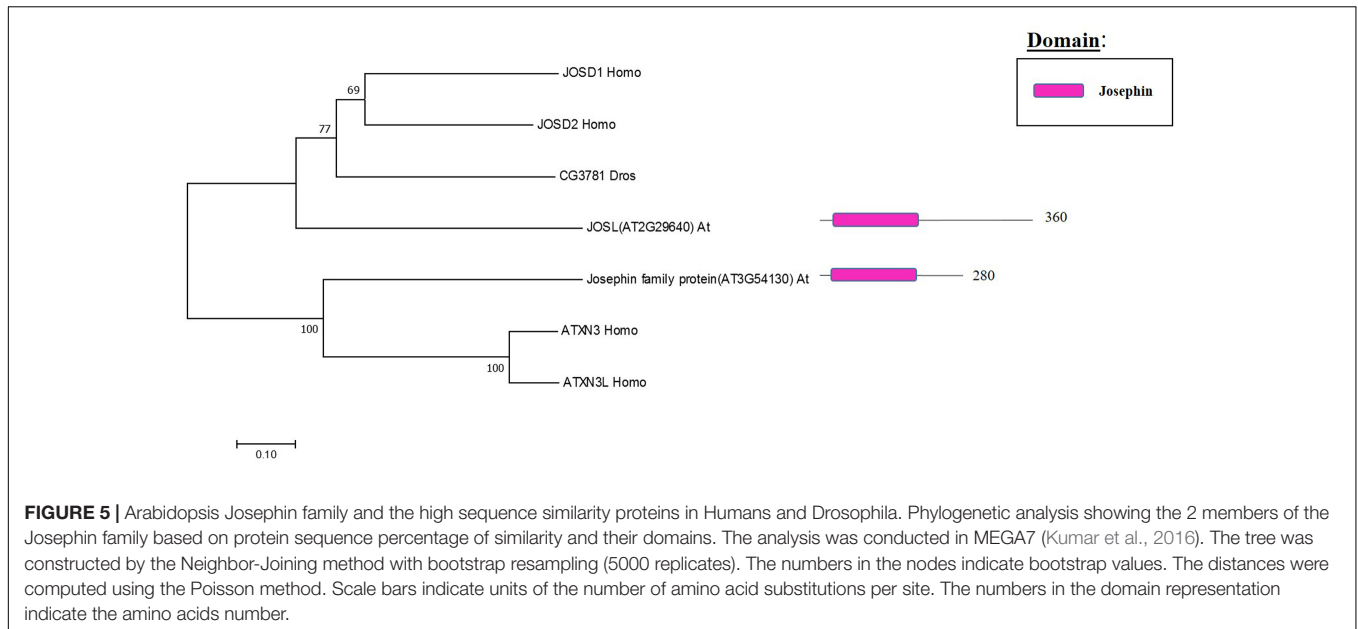 Domain:
Josephin
JOSD1 Homo
69
JOSD2 Homo
77
CG3781 Dros
JOSL(AT2G29640) At
360
Josephin family protein(AT3G54130) At
280
100
ATXN3 Homo
100
ATXN3L Homo
0.10
FIGURE 5 | Arabidopsis Josephin family and the high sequence similarity proteins in Humans and Drosophila. Phylogenetic analysis showing the 2 members of the
Josephin family based on protein sequence percentage of similarity and their domains. The analysis was conducted in MEGA7 (Kumar et al., 2016). The tree was
constructed by the Neighbor-Joining method with bootstrap resampling (5000 replicates). The numbers in the nodes indicate bootstrap values. The distances were
computed using the Poisson method. Scale bars indicate units of the number of amino acid substitutions per site. The numbers in the domain representation
indicate the amino acids number.